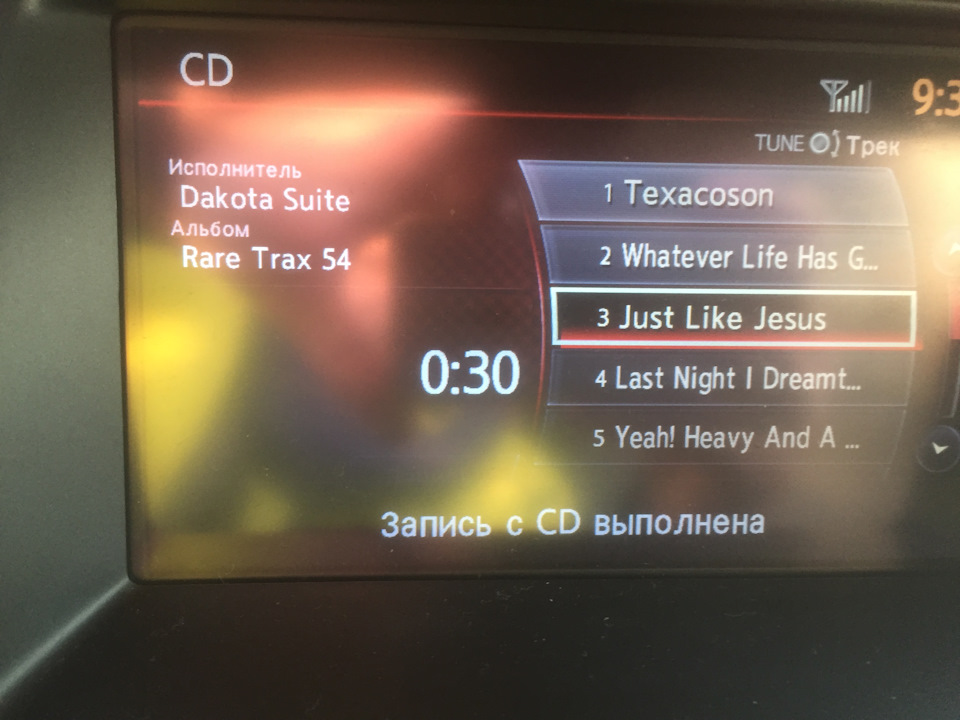 CD
9:3
TUNE Трек
Исполнитель
Dakota Suite
Альбом
Rare Trax 54
1 Texacoson
2 Whatever Life Has G...
3 Just Like Jesus
4 Last Night I Dreamt...
5 Yeah! Heavy And A ...
0:30
Запись с CD выполнена